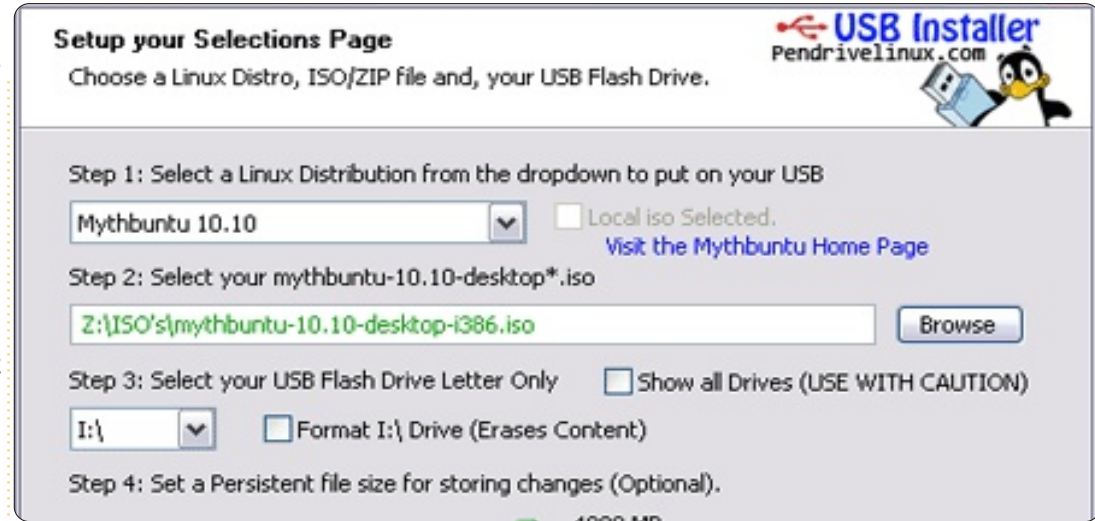 Setup your Selections Page
Choose a Linux Distro, ISO/ZIP file and, your USB Flash Drive.
USB Installer
Pendrivelinux.com
Step 1: Select a Linux Distribution from the dropdown to put on your USB
Mythbuntu 10.10
Local iso Selected.
Visit the Mythbuntu Home Page
Step 2: Select your mythbuntu-10.10-desktop*.iso
Z:\ISO's\mythbuntu-10.10-desktop-i386.iso
Browse
Step 3: Select your USB Flash Drive Letter Only
Show all Drives (USE WITH CAUTION)
I:\
Format I:\ Drive (Erases Content)
Step 4: Set a Persistent file size for storing changes (Optional).